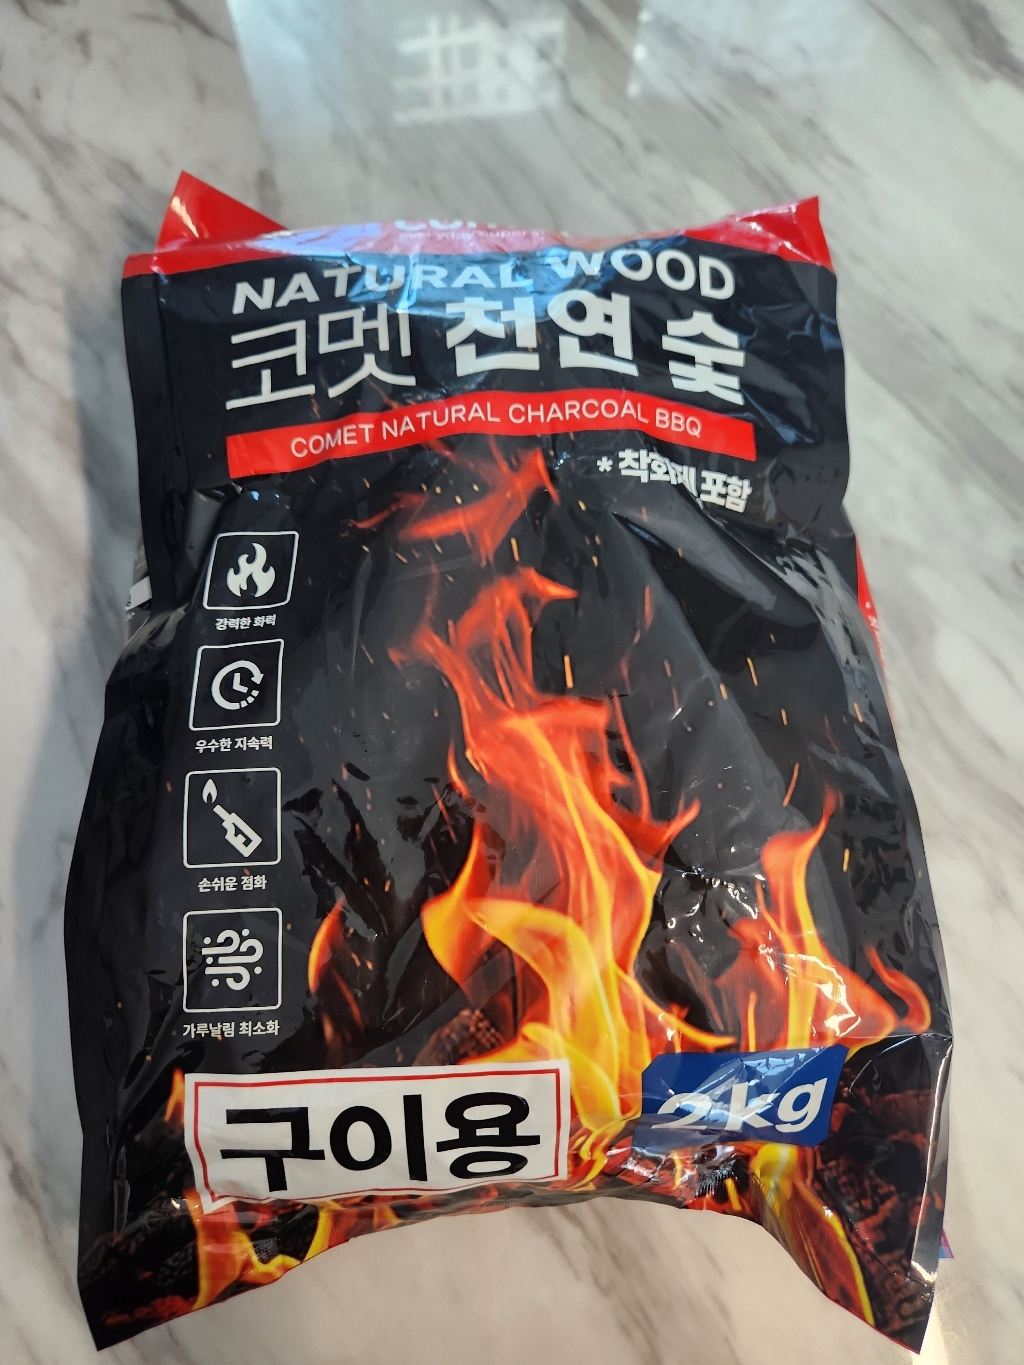 everyday super
NATURAL WOOD
코멧 천연 숯
COMET NATURAL CHARCOAL BBQ
* 착화제 포함
강력한 화력
우수한 지속력
손쉬운 점화
가루날림 최소화
구이용
2kg